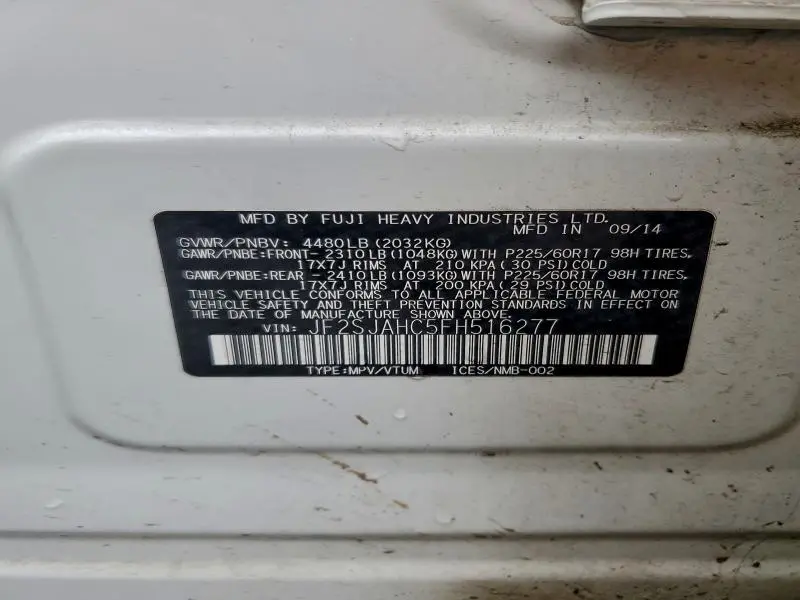 MFD BY FUJI HEAVY INDUSTRIES LTD.
MFD IN 09/14
GVWR/PNBV: 4480LB(2032KG)
GAWR/PNBE:FRONT- 2310LB(1048KG)WITH P225/60R17 98H TIRES,
17X7J RIMS AT 210 KPA(30 PSI)COLD
GAWR/PNBE:REAR - 2410LB(1093KG)WITH P225/60R17 98H TIRES,
17X7J RIMS AT 200 KPA(29 PSI)COLD
THIS VEHICLE CONFORMS TO ALL APPLICABLE FEDERAL MOTOR
VEHICLE SAFETY AND THEFT PREVENTION STANDARDS IN EFFECT ON
THE DATE OF MANUFACTURE SHOWN ABOVE.
VIN: JF2SJAHC5FH516277
TYPE:MPV/VTUM ICES/NMB-002